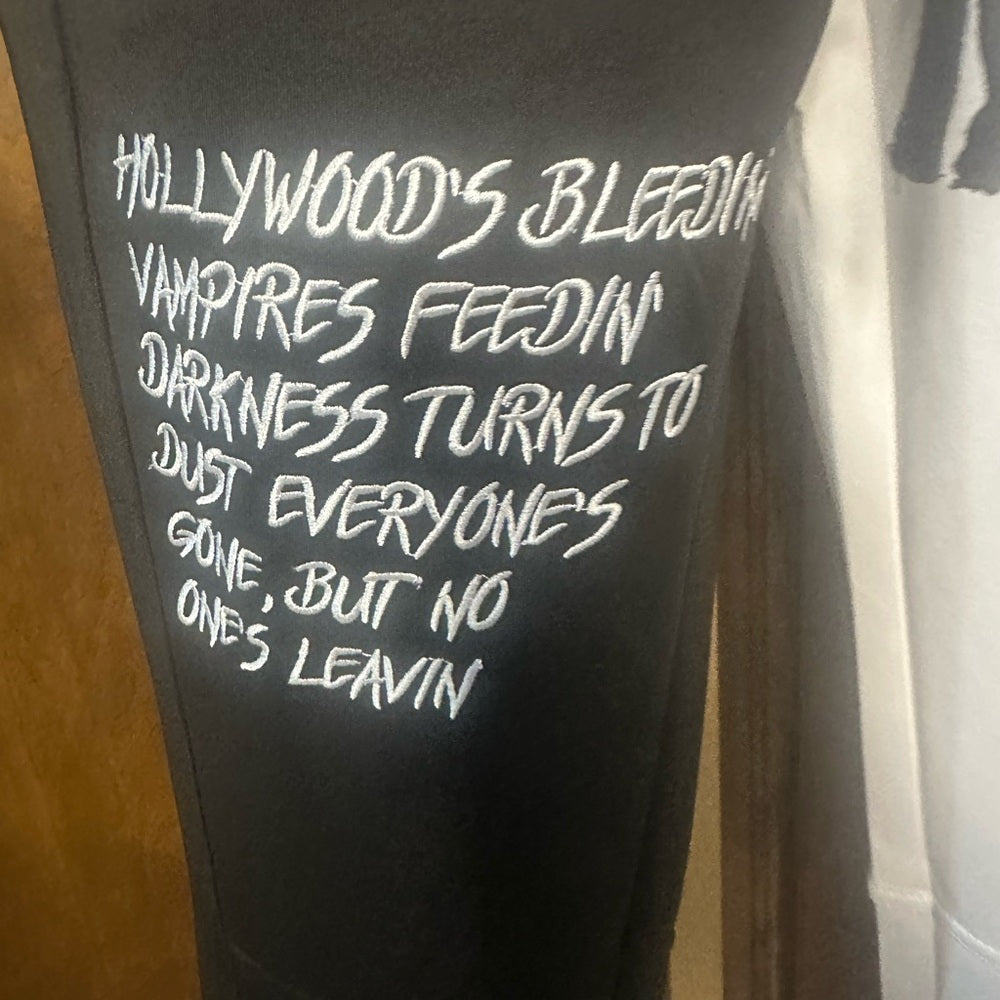 HOLLYWOOD'S BLEEDIN'
VAMPIRES FEEDIN'
DARKNESS TURNS TO
DUST EVERYONE'S
GONE, BUT NO
ONE'S LEAVIN